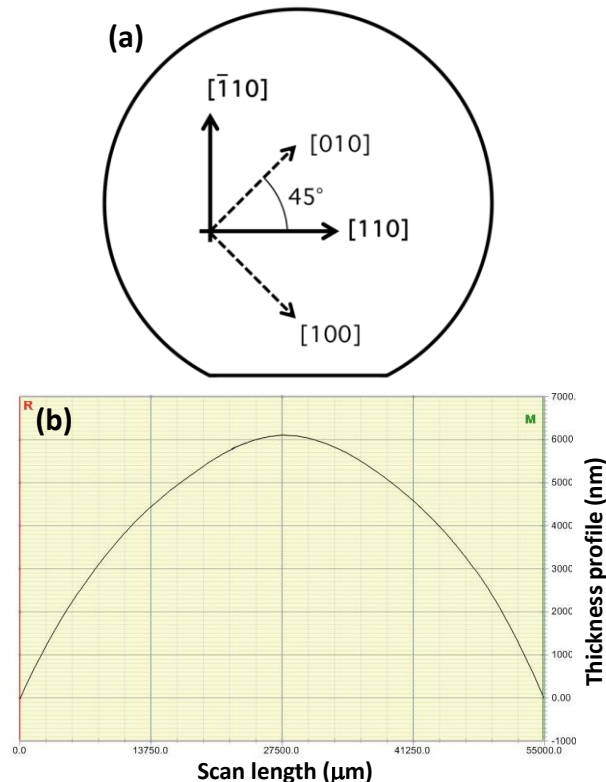 (a)
[1̄10]
[010]
45°
[110]
[100]
R
(b)
M
7000.
6000
5000
4000
3000
2000
1000
0.00
-1000
Thickness profile (nm)
0.0 13750.0 27500.0 41250.0 55000.0
Scan length (μm)